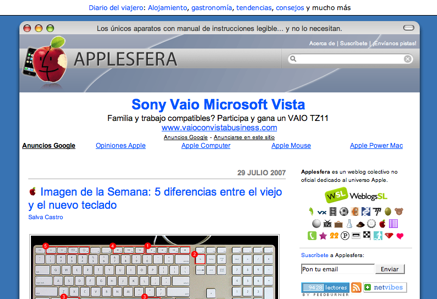 Diario del viajero: Alojamiento, gastronomía, tendencias, consejos y mucho más
Los únicos aparatos con manual de instrucciones legible... y no lo necesitan.
Acerca de | Suscríbete | ¡Envíanos pistas!
APPLESFERA
Sony Vaio Microsoft Vista
Familia y trabajo compatibles? Participa y gana un VAIO TZ11
www.vaioconvistabusiness.com
Anuncios Google - Anunciarse en este sitio
Anuncios Google Opiniones Apple Apple Computer Apple Mouse Apple Power Mac
29 JULIO 2007
Imagen de la Semana: 5 diferencias entre el viejo y el nuevo teclado
Salva Castro
Applesfera es un weblog colectivo no
oficial dedicado al universo Apple.
WSL WeblogsSL
Suscríbete a Applesfera:
Pon tu email Enviar
9426 lectores
BY FEEDBURNER
netvibes